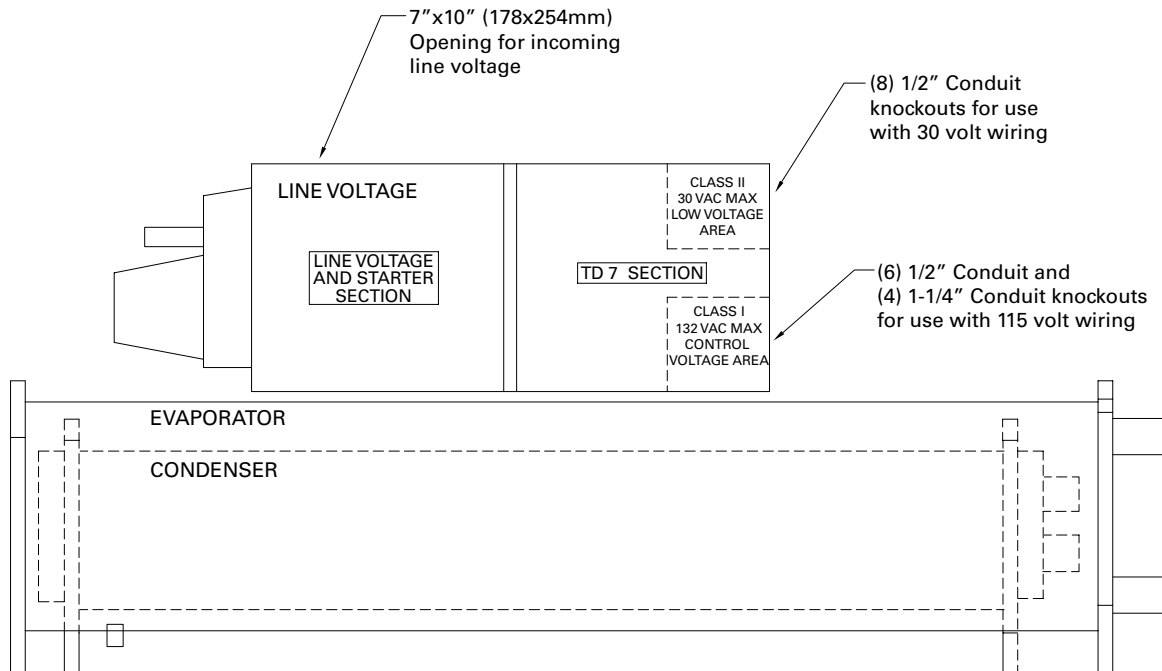 7”x10” (178x254mm)
Opening for incoming
line voltage
(8) 1/2” Conduit
knockouts for use
with 30 volt wiring
LINE VOLTAGE
CLASS II
30 VAC MAX
LOW VOLTAGE
AREA
LINE VOLTAGE
AND STARTER
SECTION
TD 7 SECTION
(6) 1/2” Conduit and
(4) 1-1/4” Conduit knockouts
for use with 115 volt wiring
CLASS I
132 VAC MAX
CONTROL
VOLTAGE AREA
EVAPORATOR
CONDENSER